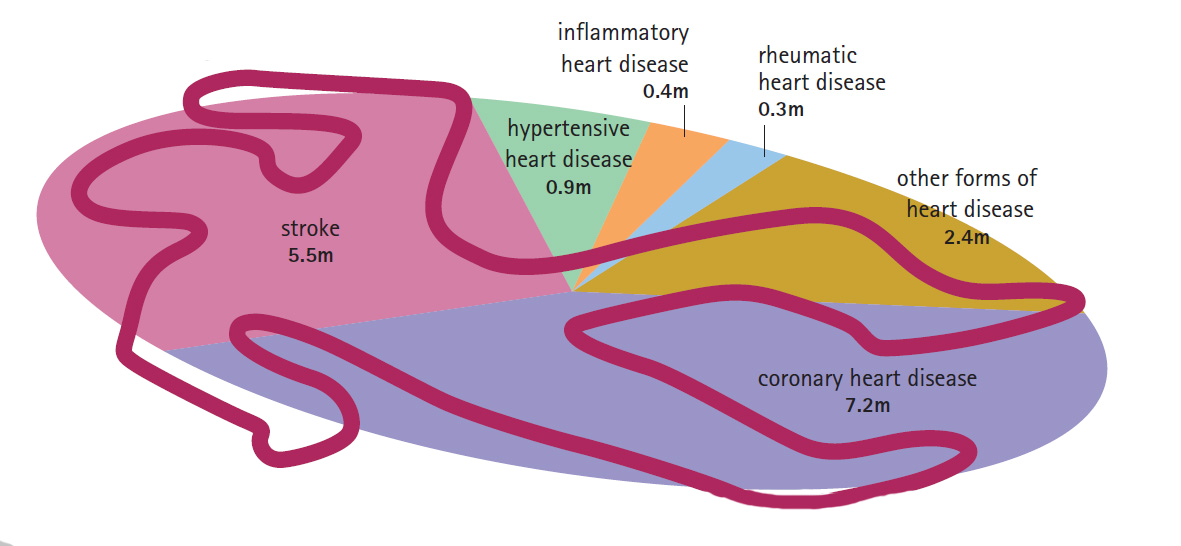 inflammatory
heart disease
0.4m
rheumatic
heart disease
0.3m
hypertensive
heart disease
0.9m
other forms of
heart disease
2.4m
stroke
5.5m
coronary heart disease
7.2m